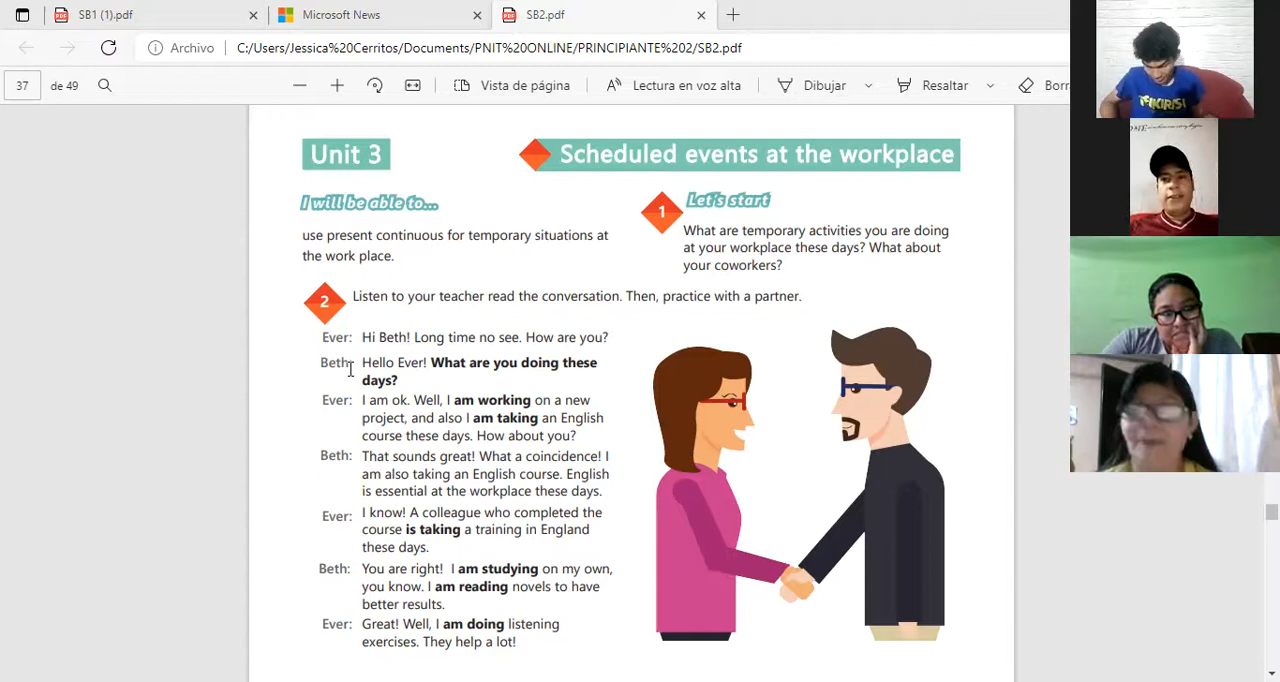 SB1 (1).pdf
Microsoft News
SB2.pdf
Archivo
C:/Users/Jessica%20Cerritos/Documents/PNIT%20ONLINE/PRINCIPIANTE%202/SB2.pdf
37 de 49
Vista de página
Lectura en voz alta
Dibujar
Resaltar
Bor
Unit 3
Scheduled events at the workplace
I will be able to...
use present continuous for temporary situations at
the work place.
1
Let's start
What are temporary activities you are doing
at your workplace these days? What about
your coworkers?
2
Listen to your teacher read the conversation. Then, practice with a partner.
Ever: Hi Beth! Long time no see. How are you?
Beth: Hello Ever! What are you doing these
days?
Ever: I am ok. Well, I am working on a new
project, and also I am taking an English
course these days. How about you?
Beth: That sounds great! What a coincidence! I
am also taking an English course. English
is essential at the workplace these days.
Ever: I know! A colleague who completed the
course is taking a training in England
these days.
Beth: You are right! I am studying on my own,
you know. I am reading novels to have
better results.
Ever: Great! Well, I am doing listening
exercises. They help a lot!